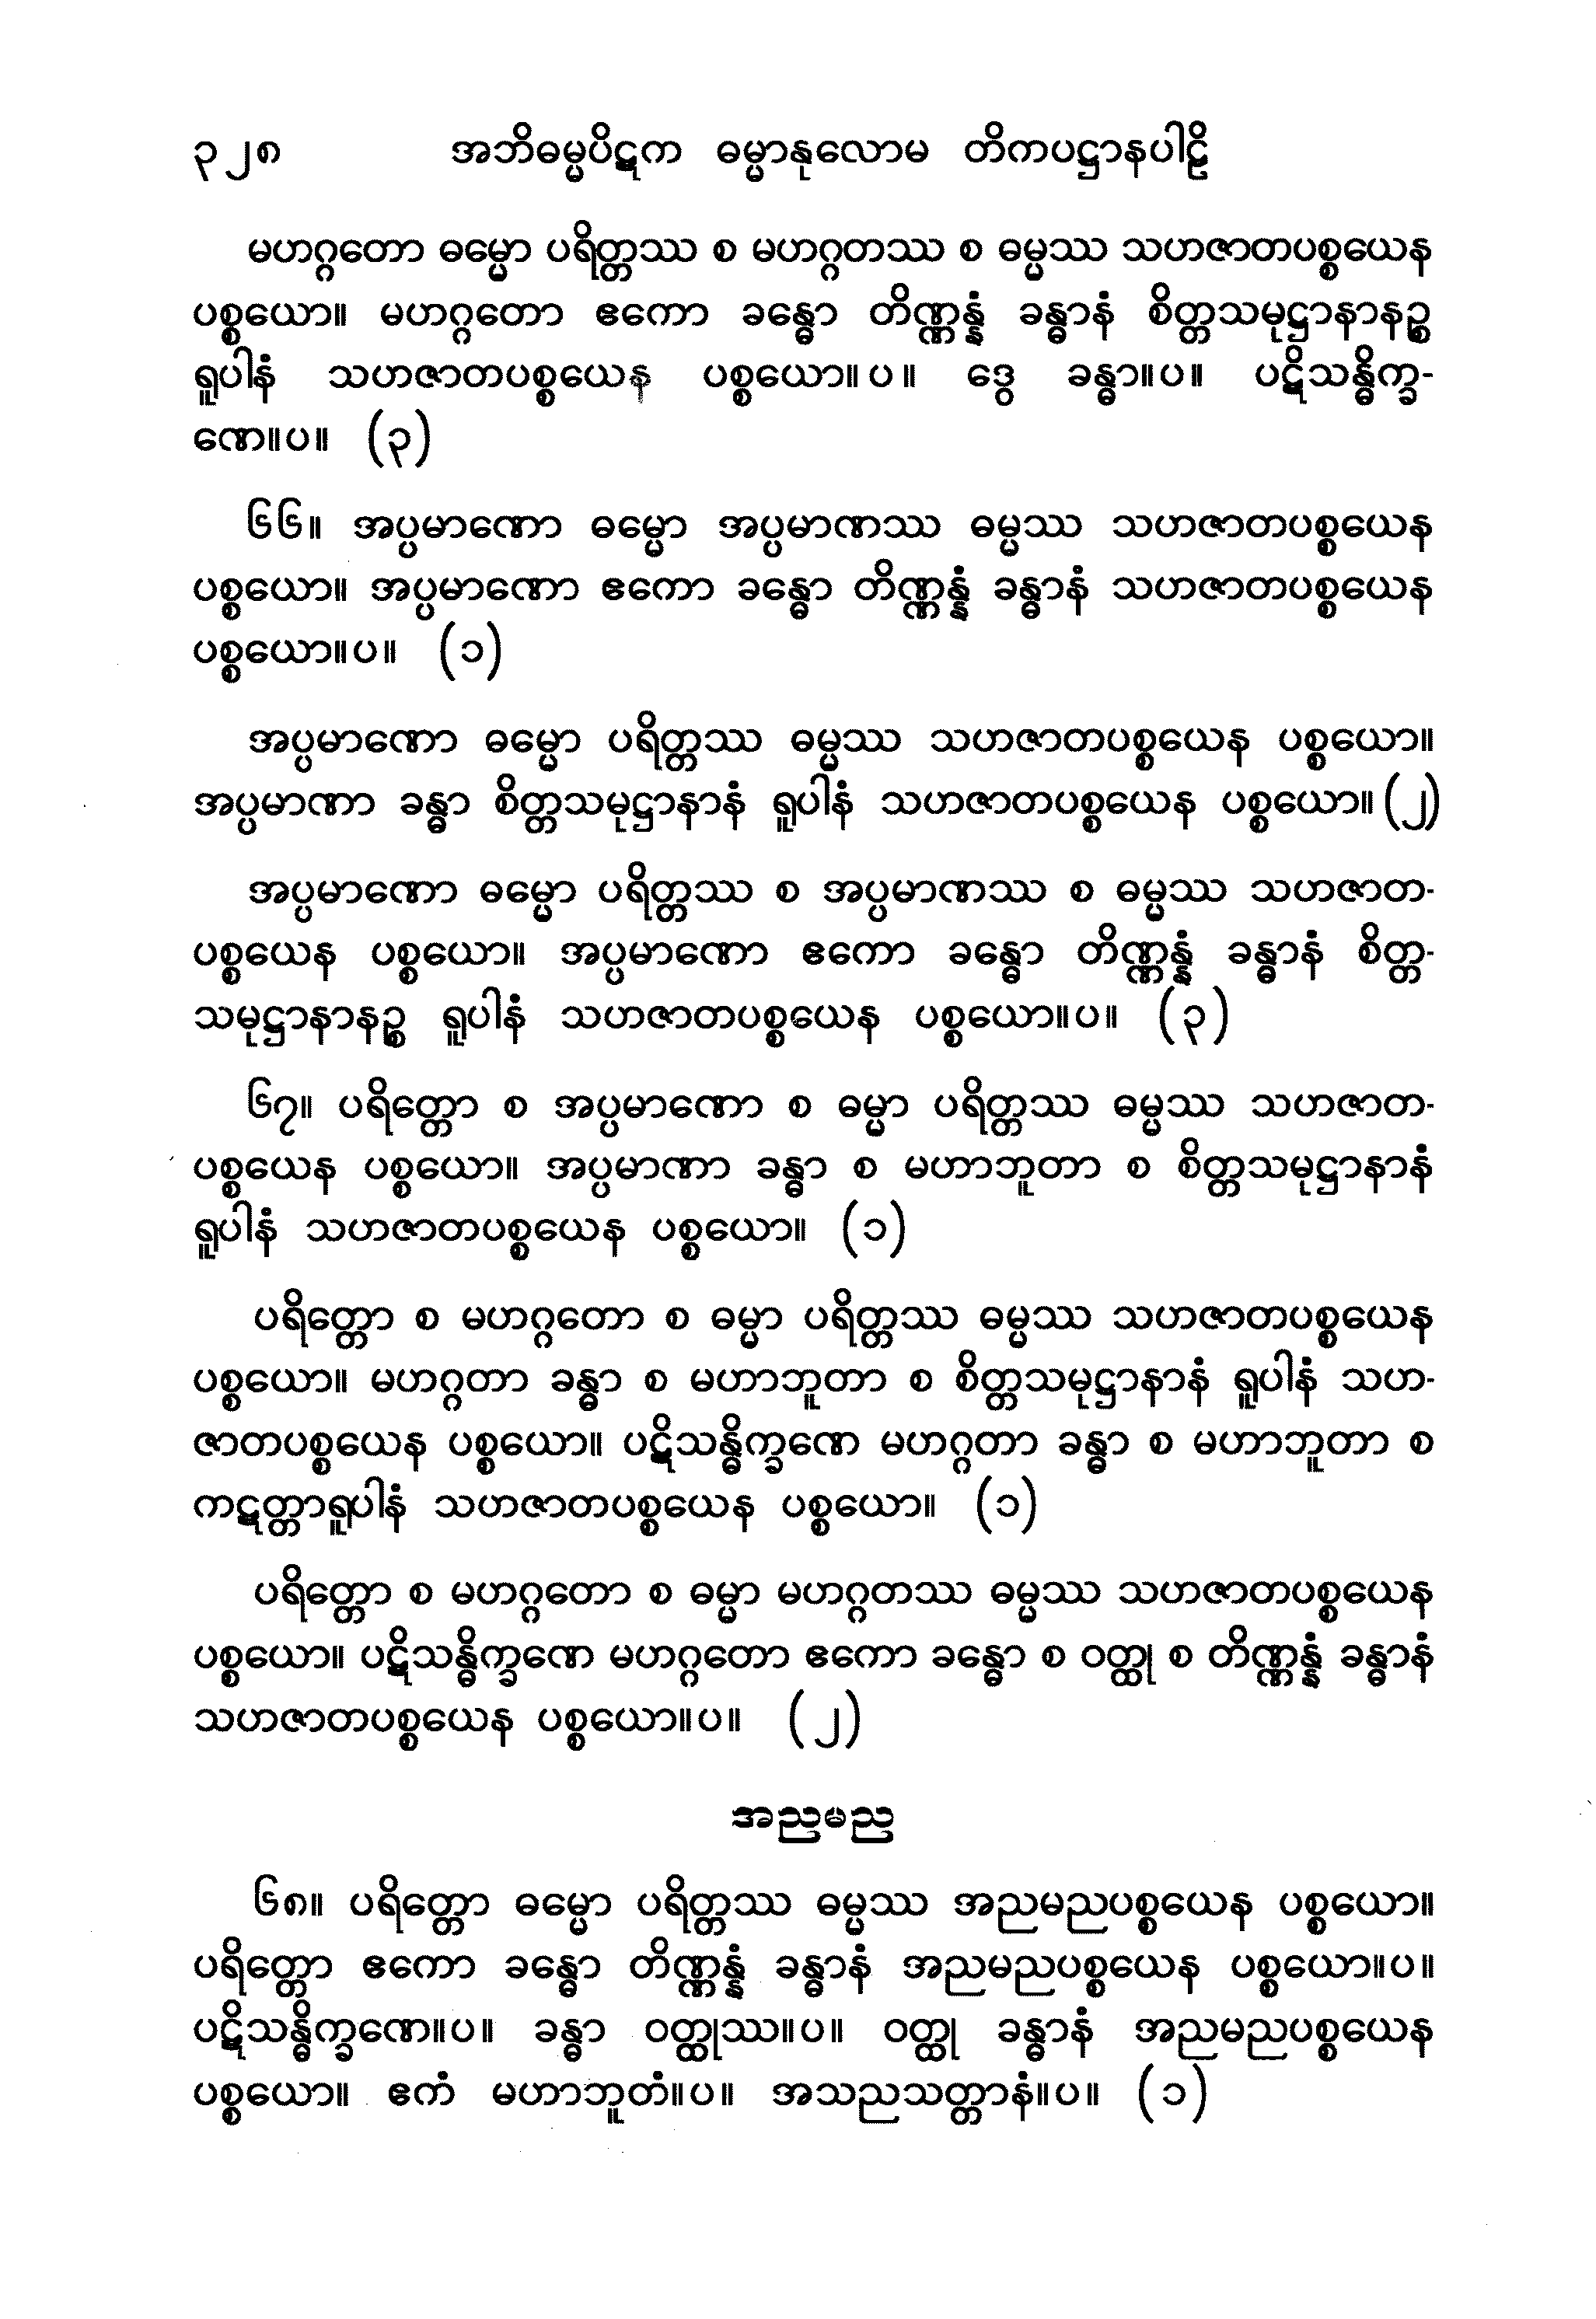 ၃၂၈ အဘိဓမ္မပိဋက ဓမ္မာနုလောမ တိကပဋ္ဌာနပါဠိ
မဟဂ္ဂတော ဓမ္မော ပရိတ္တဿ စ မဟဂ္ဂတဿ စ ဓမ္မဿ သဟဇာတပစ္စယေန
ပစ္စယော။ မဟဂ္ဂတော ဧကော ခန္ဓော တိဏ္ဏန္နံ ခန္ဓာနံ စိတ္တသမုဋ္ဌာနာနဉ္စ
ရူပါနံ သဟဇာတပစ္စယေန ပစ္စယော။ပ။ ဒွေ ခန္ဓာ။ပ။ ပဋိသန္ဓိက္ခ-
ဏေ။ပ။ (၃)
၆၆။ အပ္ပမာဏော ဓမ္မော အပ္ပမာဏဿ ဓမ္မဿ သဟဇာတပစ္စယေန
ပစ္စယော။ အပ္ပမာဏော ဧကော ခန္ဓော တိဏ္ဏန္နံ ခန္ဓာနံ သဟဇာတပစ္စယေန
ပစ္စယော။ပ။ (၁)
အပ္ပမာဏော ဓမ္မော ပရိတ္တဿ ဓမ္မဿ သဟဇာတပစ္စယေန ပစ္စယော။
အပ္ပမာဏာ ခန္ဓာ စိတ္တသမုဋ္ဌာနာနံ ရူပါနံ သဟဇာတပစ္စယေန ပစ္စယော။ (၂)
အပ္ပမာဏော ဓမ္မော ပရိတ္တဿ စ အပ္ပမာဏဿ စ ဓမ္မဿ သဟဇာတ-
ပစ္စယေန ပစ္စယော။ အပ္ပမာဏော ဧကော ခန္ဓော တိဏ္ဏန္နံ ခန္ဓာနံ စိတ္တ-
သမုဋ္ဌာနာနဉ္စ ရူပါနံ သဟဇာတပစ္စယေန ပစ္စယော။ပ။ (၃)
၆၇။ ပရိတ္တော စ အပ္ပမာဏော စ ဓမ္မာ ပရိတ္တဿ ဓမ္မဿ သဟဇာတ-
ပစ္စယေန ပစ္စယော။ အပ္ပမာဏာ ခန္ဓာ စ မဟာဘူတာ စ စိတ္တသမုဋ္ဌာနာနံ
ရူပါနံ သဟဇာတပစ္စယေန ပစ္စယော။ (၁)
ပရိတ္တော စ မဟဂ္ဂတော စ ဓမ္မာ ပရိတ္တဿ ဓမ္မဿ သဟဇာတပစ္စယေန
ပစ္စယော။ မဟဂ္ဂတာ ခန္ဓာ စ မဟာဘူတာ စ စိတ္တသမုဋ္ဌာနာနံ ရူပါနံ သဟ-
ဇာတပစ္စယေန ပစ္စယော။ ပဋိသန္ဓိက္ခဏေ မဟဂ္ဂတာ ခန္ဓာ စ မဟာဘူတာ စ
ကဋတ္တာရူပါနံ သဟဇာတပစ္စယေန ပစ္စယော။ (၁)
ပရိတ္တော စ မဟဂ္ဂတော စ ဓမ္မာ မဟဂ္ဂတဿ ဓမ္မဿ သဟဇာတပစ္စယေန
ပစ္စယော။ ပဋိသန္ဓိက္ခဏေ မဟဂ္ဂတော ဧကော ခန္ဓော စ ဝတ္ထု စ တိဏ္ဏန္နံ ခန္ဓာနံ
သဟဇာတပစ္စယေန ပစ္စယော။ပ။ (၂)
အညမည
၆၈။ ပရိတ္တော ဓမ္မော ပရိတ္တဿ ဓမ္မဿ အညမညပစ္စယေန ပစ္စယော။
ပရိတ္တော ဧကော ခန္ဓော တိဏ္ဏန္နံ ခန္ဓာနံ အညမညပစ္စယေန ပစ္စယော။ပ။
ပဋိသန္ဓိက္ခဏေ။ပ။ ခန္ဓာ ဝတ္ထုဿ။ပ။ ဝတ္ထု ခန္ဓာနံ အညမညပစ္စယေန
ပစ္စယော။ ဧကံ မဟာဘူတံ။ပ။ အသညသတ္တာနံ။ပ။ (၁)